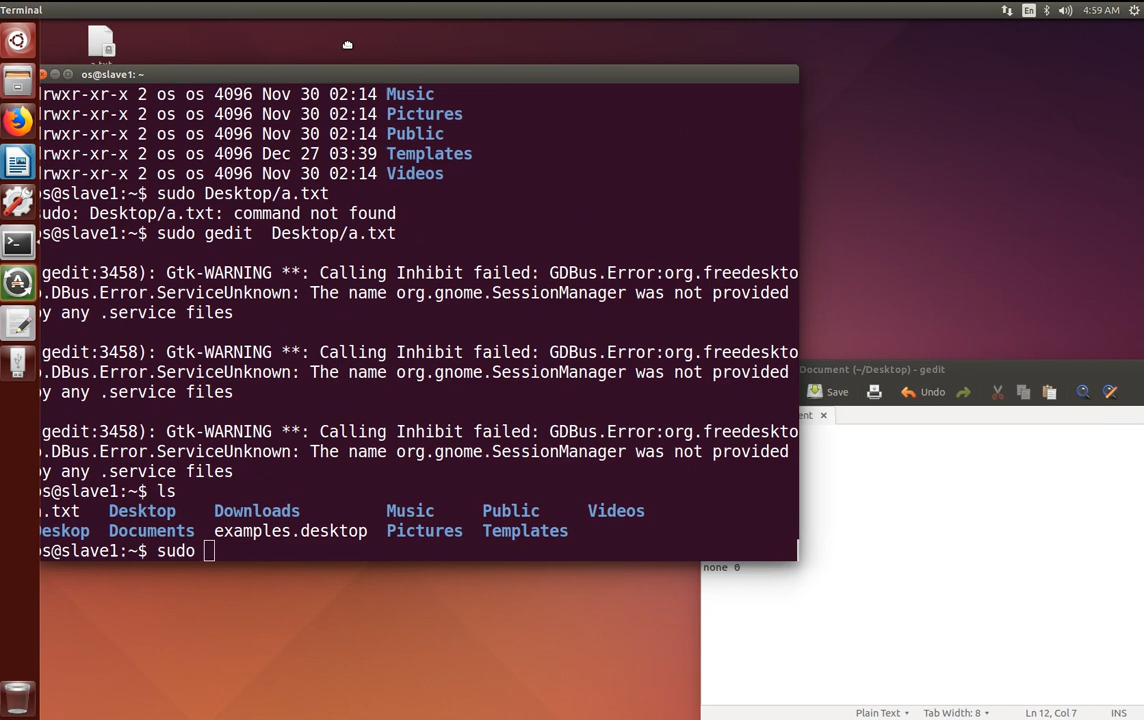 Terminal
En
4:59 AM
a.txt
os@slave1: ~
rwxr-xr-x 2 os os 4096 Nov 30 02:14 Music
rwxr-xr-x 2 os os 4096 Nov 30 02:14 Pictures
rwxr-xr-x 2 os os 4096 Nov 30 02:14 Public
rwxr-xr-x 2 os os 4096 Dec 27 03:39 Templates
rwxr-xr-x 2 os os 4096 Nov 30 02:14 Videos
os@slave1:~$ sudo Desktop/a.txt
sudo: Desktop/a.txt: command not found
os@slave1:~$ sudo gedit  Desktop/a.txt
gedit:3458): Gtk-WARNING **: Calling Inhibit failed: GDBus.Error:org.freedeskto
.DBus.Error.ServiceUnknown: The name org.gnome.SessionManager was not provided
by any .service files
gedit:3458): Gtk-WARNING **: Calling Inhibit failed: GDBus.Error:org.freedeskto
.DBus.Error.ServiceUnknown: The name org.gnome.SessionManager was not provided
by any .service files
gedit:3458): Gtk-WARNING **: Calling Inhibit failed: GDBus.Error:org.freedeskto
.DBus.Error.ServiceUnknown: The name org.gnome.SessionManager was not provided
by any .service files
os@slave1:~$ ls
a.txt Desktop Downloads Music Public Videos
Deskop Documents examples.desktop Pictures Templates
os@slave1:~$ sudo
Document (~/Desktop) - gedit
Save Undo
ent
none 0
Plain Text Tab Width: 8 Ln 12, Col 7 INS